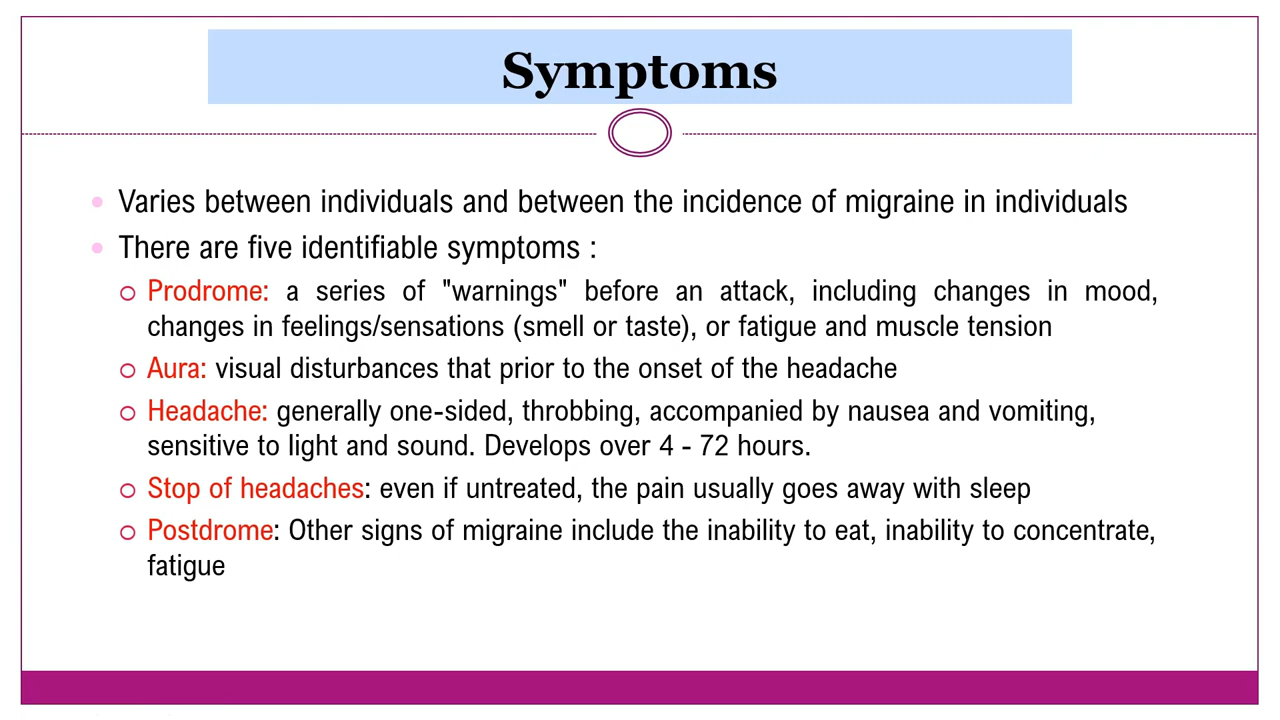 Symptoms
Varies between individuals and between the incidence of migraine in individuals
There are five identifiable symptoms :
Prodrome: a series of "warnings" before an attack, including changes in mood,
changes in feelings/sensations (smell or taste), or fatigue and muscle tension
Aura: visual disturbances that prior to the onset of the headache
Headache: generally one-sided, throbbing, accompanied by nausea and vomiting,
sensitive to light and sound. Develops over 4 - 72 hours.
Stop of headaches: even if untreated, the pain usually goes away with sleep
Postdrome: Other signs of migraine include the inability to eat, inability to concentrate,
fatigue